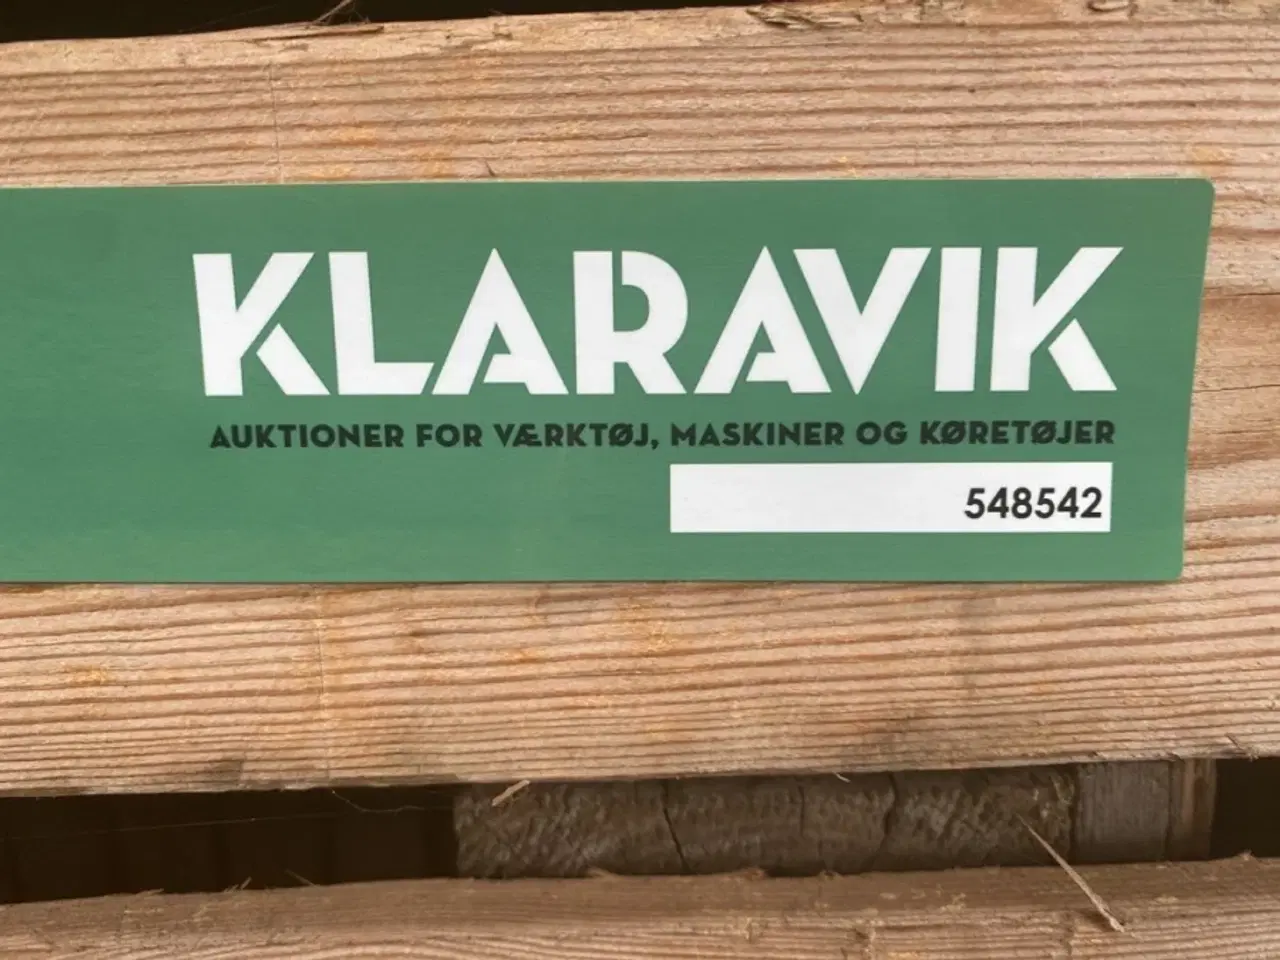 KLARAVIK
AUKTIONER FOR VÆRKTØJ, MASKINER OG KØRETØJER
548542